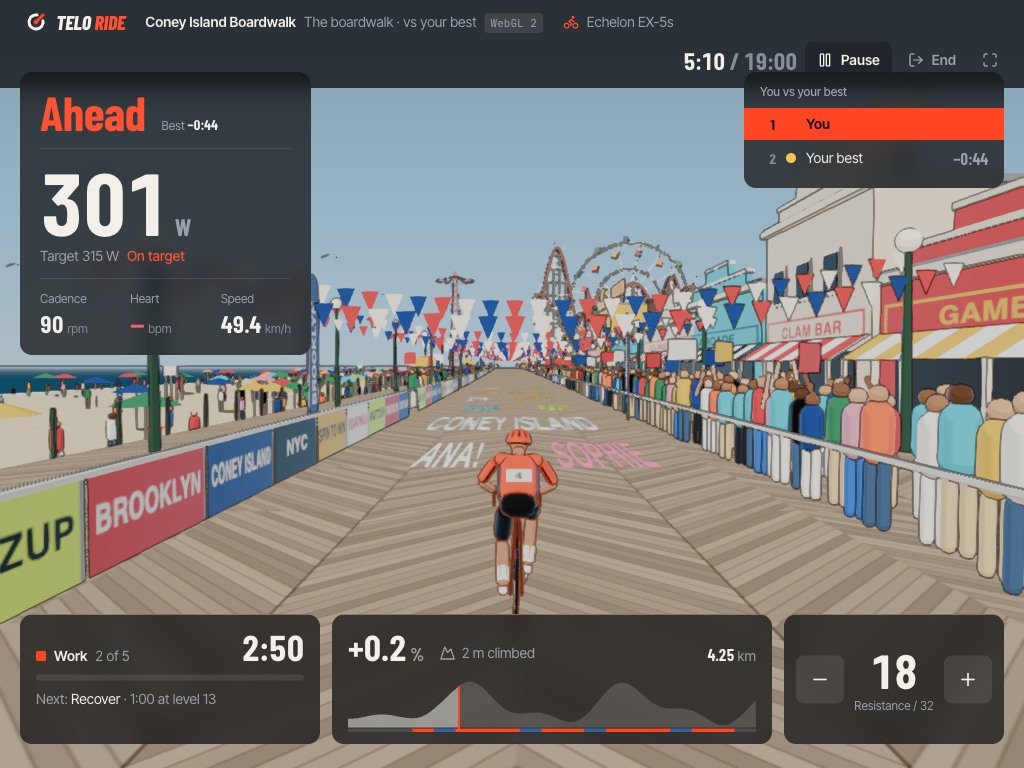 TELO RIDE Coney Island Boardwalk The boardwalk · vs your best WebGL 2 Echelon EX-5s
5:10 / 19:00 Pause End
Ahead Best −0:44
301 W
Target 315 W On target
Cadence Heart Speed
90 rpm – bpm 49.4 km/h
You vs your best
1 You
2 Your best −0:44
GAME
CLAM BAR
BROOKLYN
CONEY ISLAND
ANA! SOPHIE
4
ZUP
BROOKLYN
CONEY ISLAND
NYC
SPIN TOWN
Work 2 of 5 2:50
Next: Recover · 1:00 at level 13
+0.2 % 2 m climbed 4.25 km
− 18 +
Resistance / 32